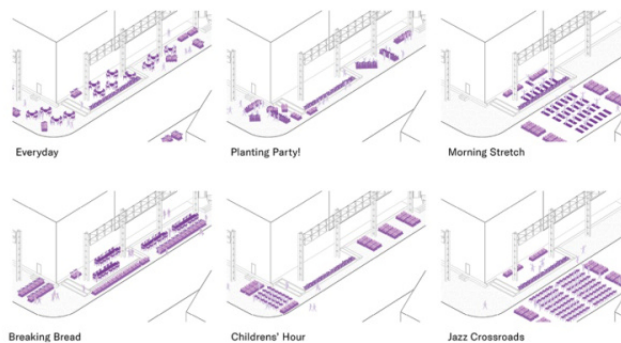 Everyday
Planting Party!
Morning Stretch
Breaking Bread
Childrens' Hour
Jazz Crossroads